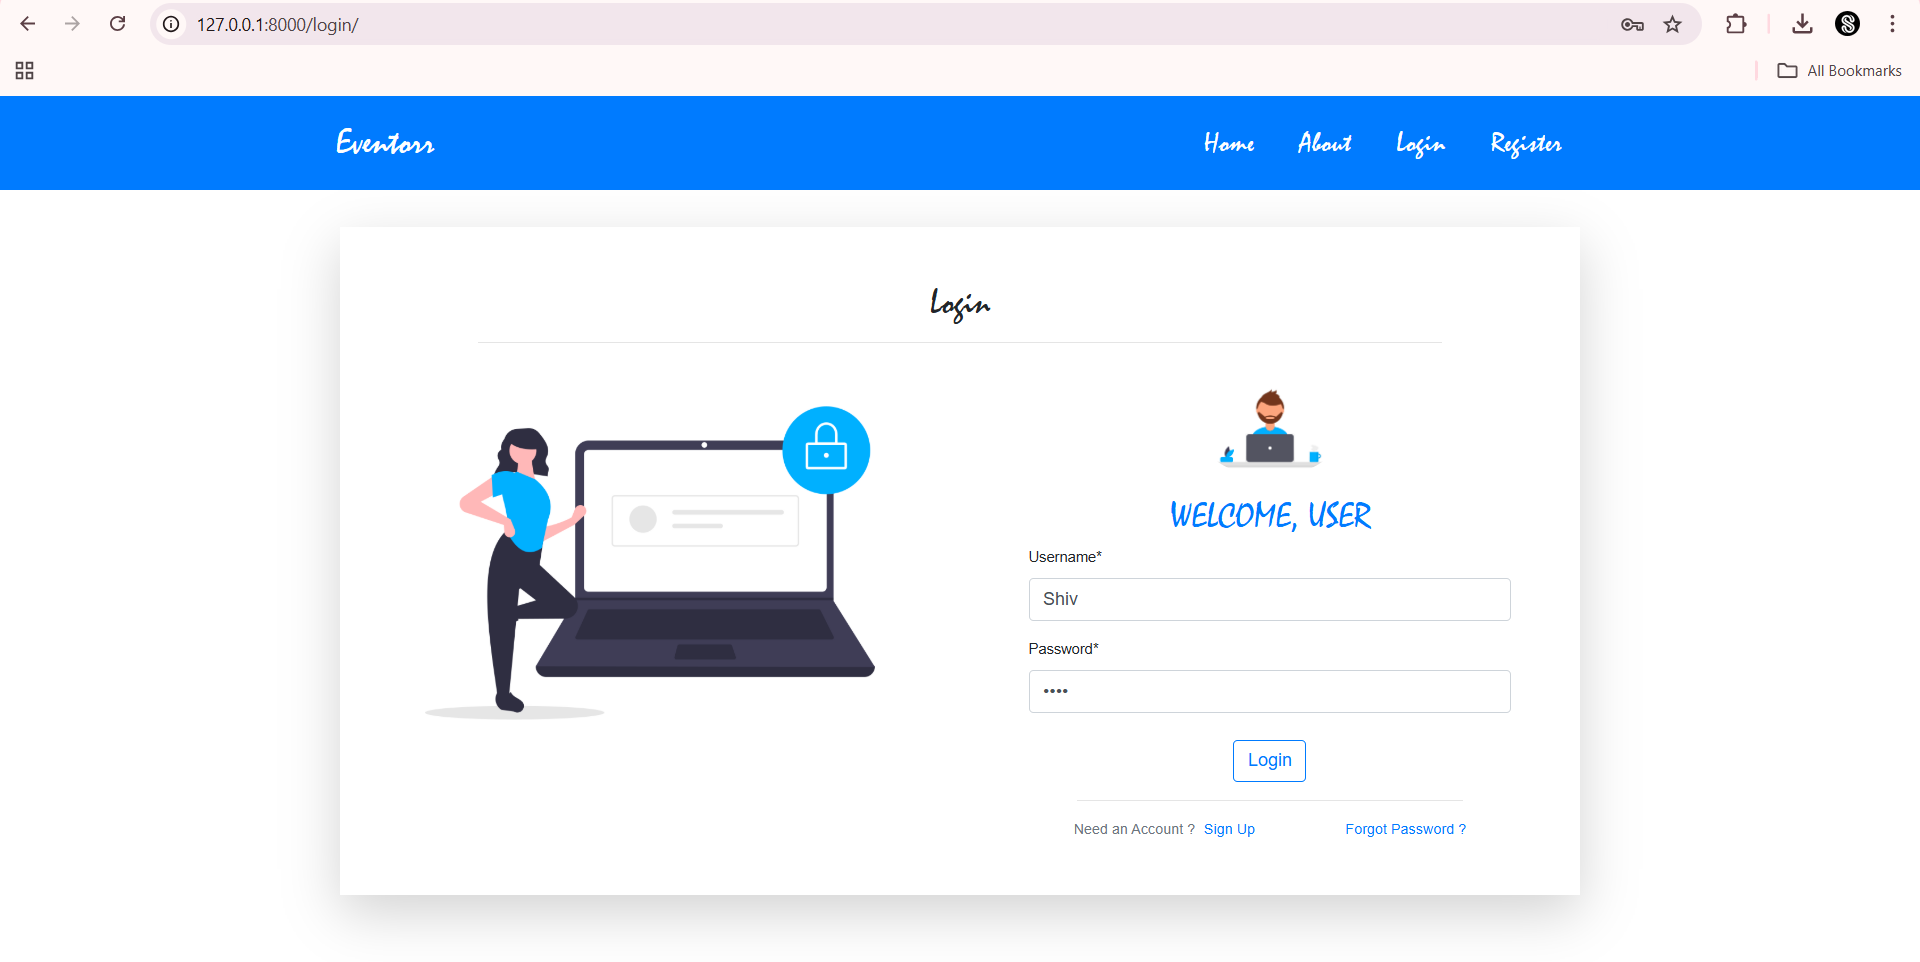 127.0.0.1:8000/login/
All Bookmarks
Eventorr Home About Login Register
Login
WELCOME, USER
Username*
Shiv
Password*
••••
Login
Need an Account ? Sign Up Forgot Password ?